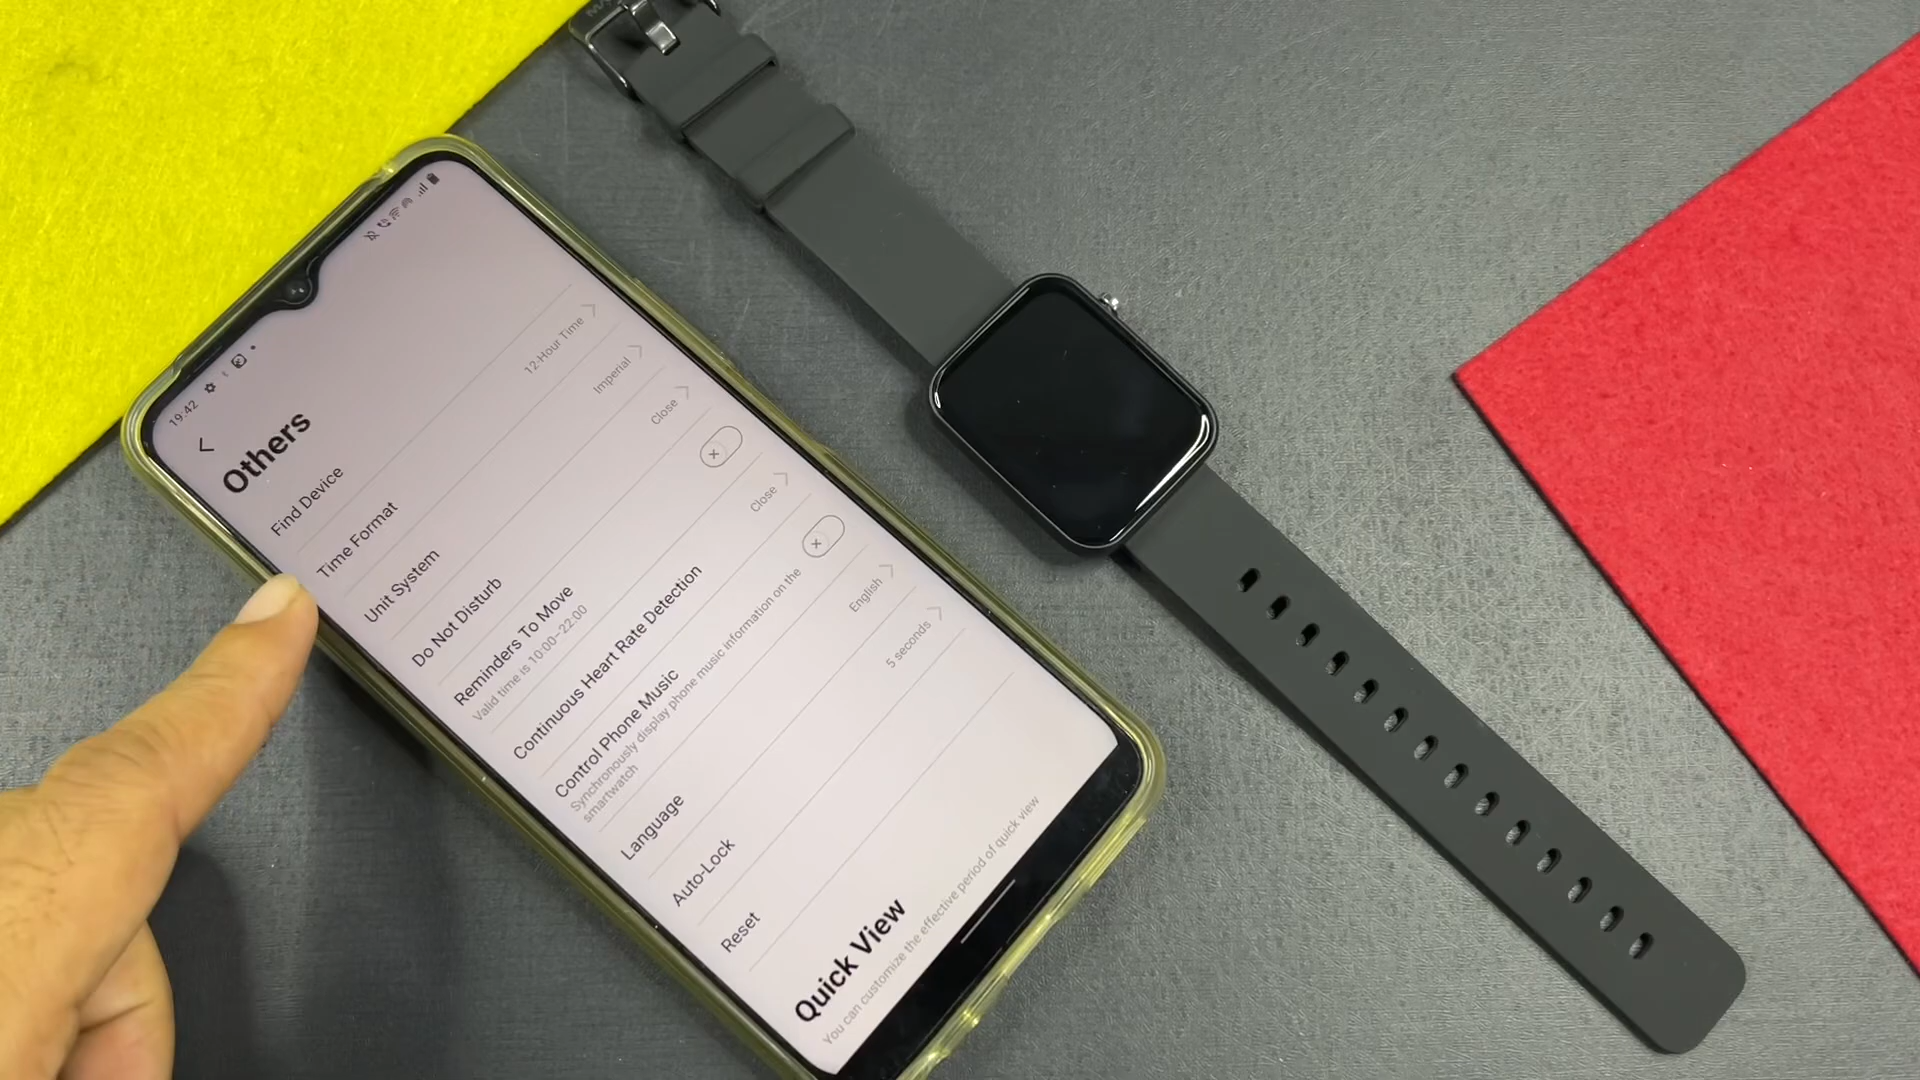 19:42
Others
Find Device
Time Format 12-Hour Time
Unit System Imperial
Do Not Disturb Close
Reminders To Move
Valid time is 10:00~22:00
Continuous Heart Rate Detection Close
Control Phone Music
Synchronously display phone music information on the
smartwatch
Language English
Auto-Lock 5 seconds
Reset
Quick View
You can customize the effective period of quick view